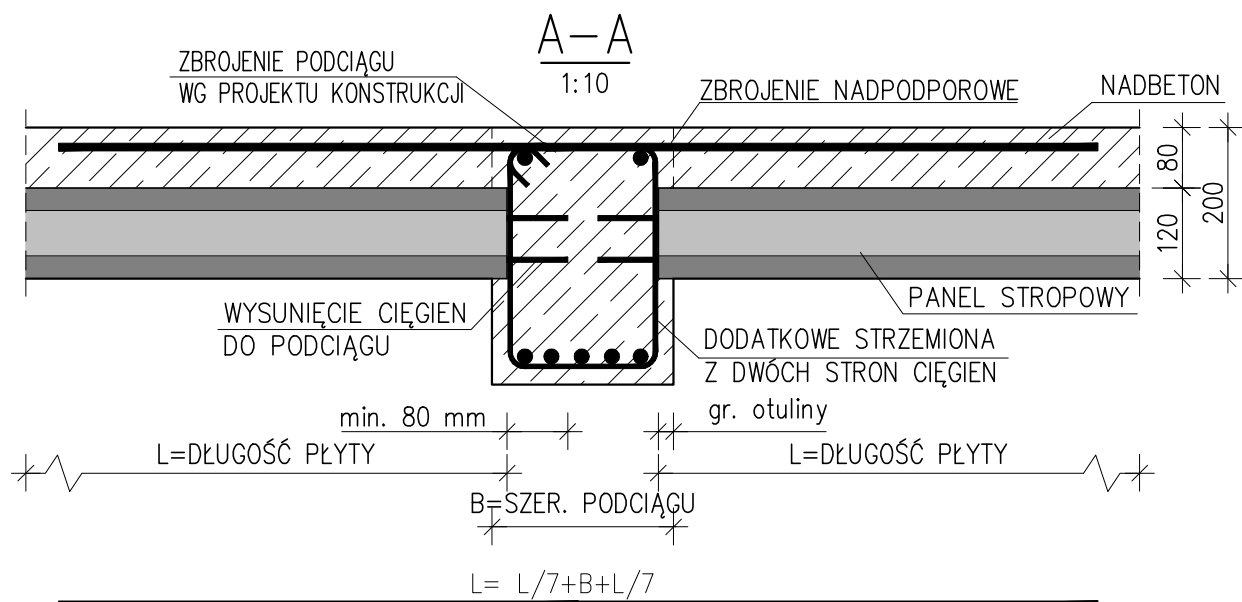 A-A
1:10
ZBROJENIE PODCIĄGU
WG PROJEKTU KONSTRUKCJI
ZBROJENIE NADPODPOROWE
NADBETON
80
120
200
WYSUNIĘCIE CIĘGIEN
DO PODCIĄGU
PANEL STROPOWY
DODATKOWE STRZEMIONA
Z DWÓCH STRON CIĘGIEN
min. 80 mm
gr. otuliny
L=DŁUGOŚĆ PŁYTY
L=DŁUGOŚĆ PŁYTY
B=SZER. PODCIĄGU
L= L/7+B+L/7